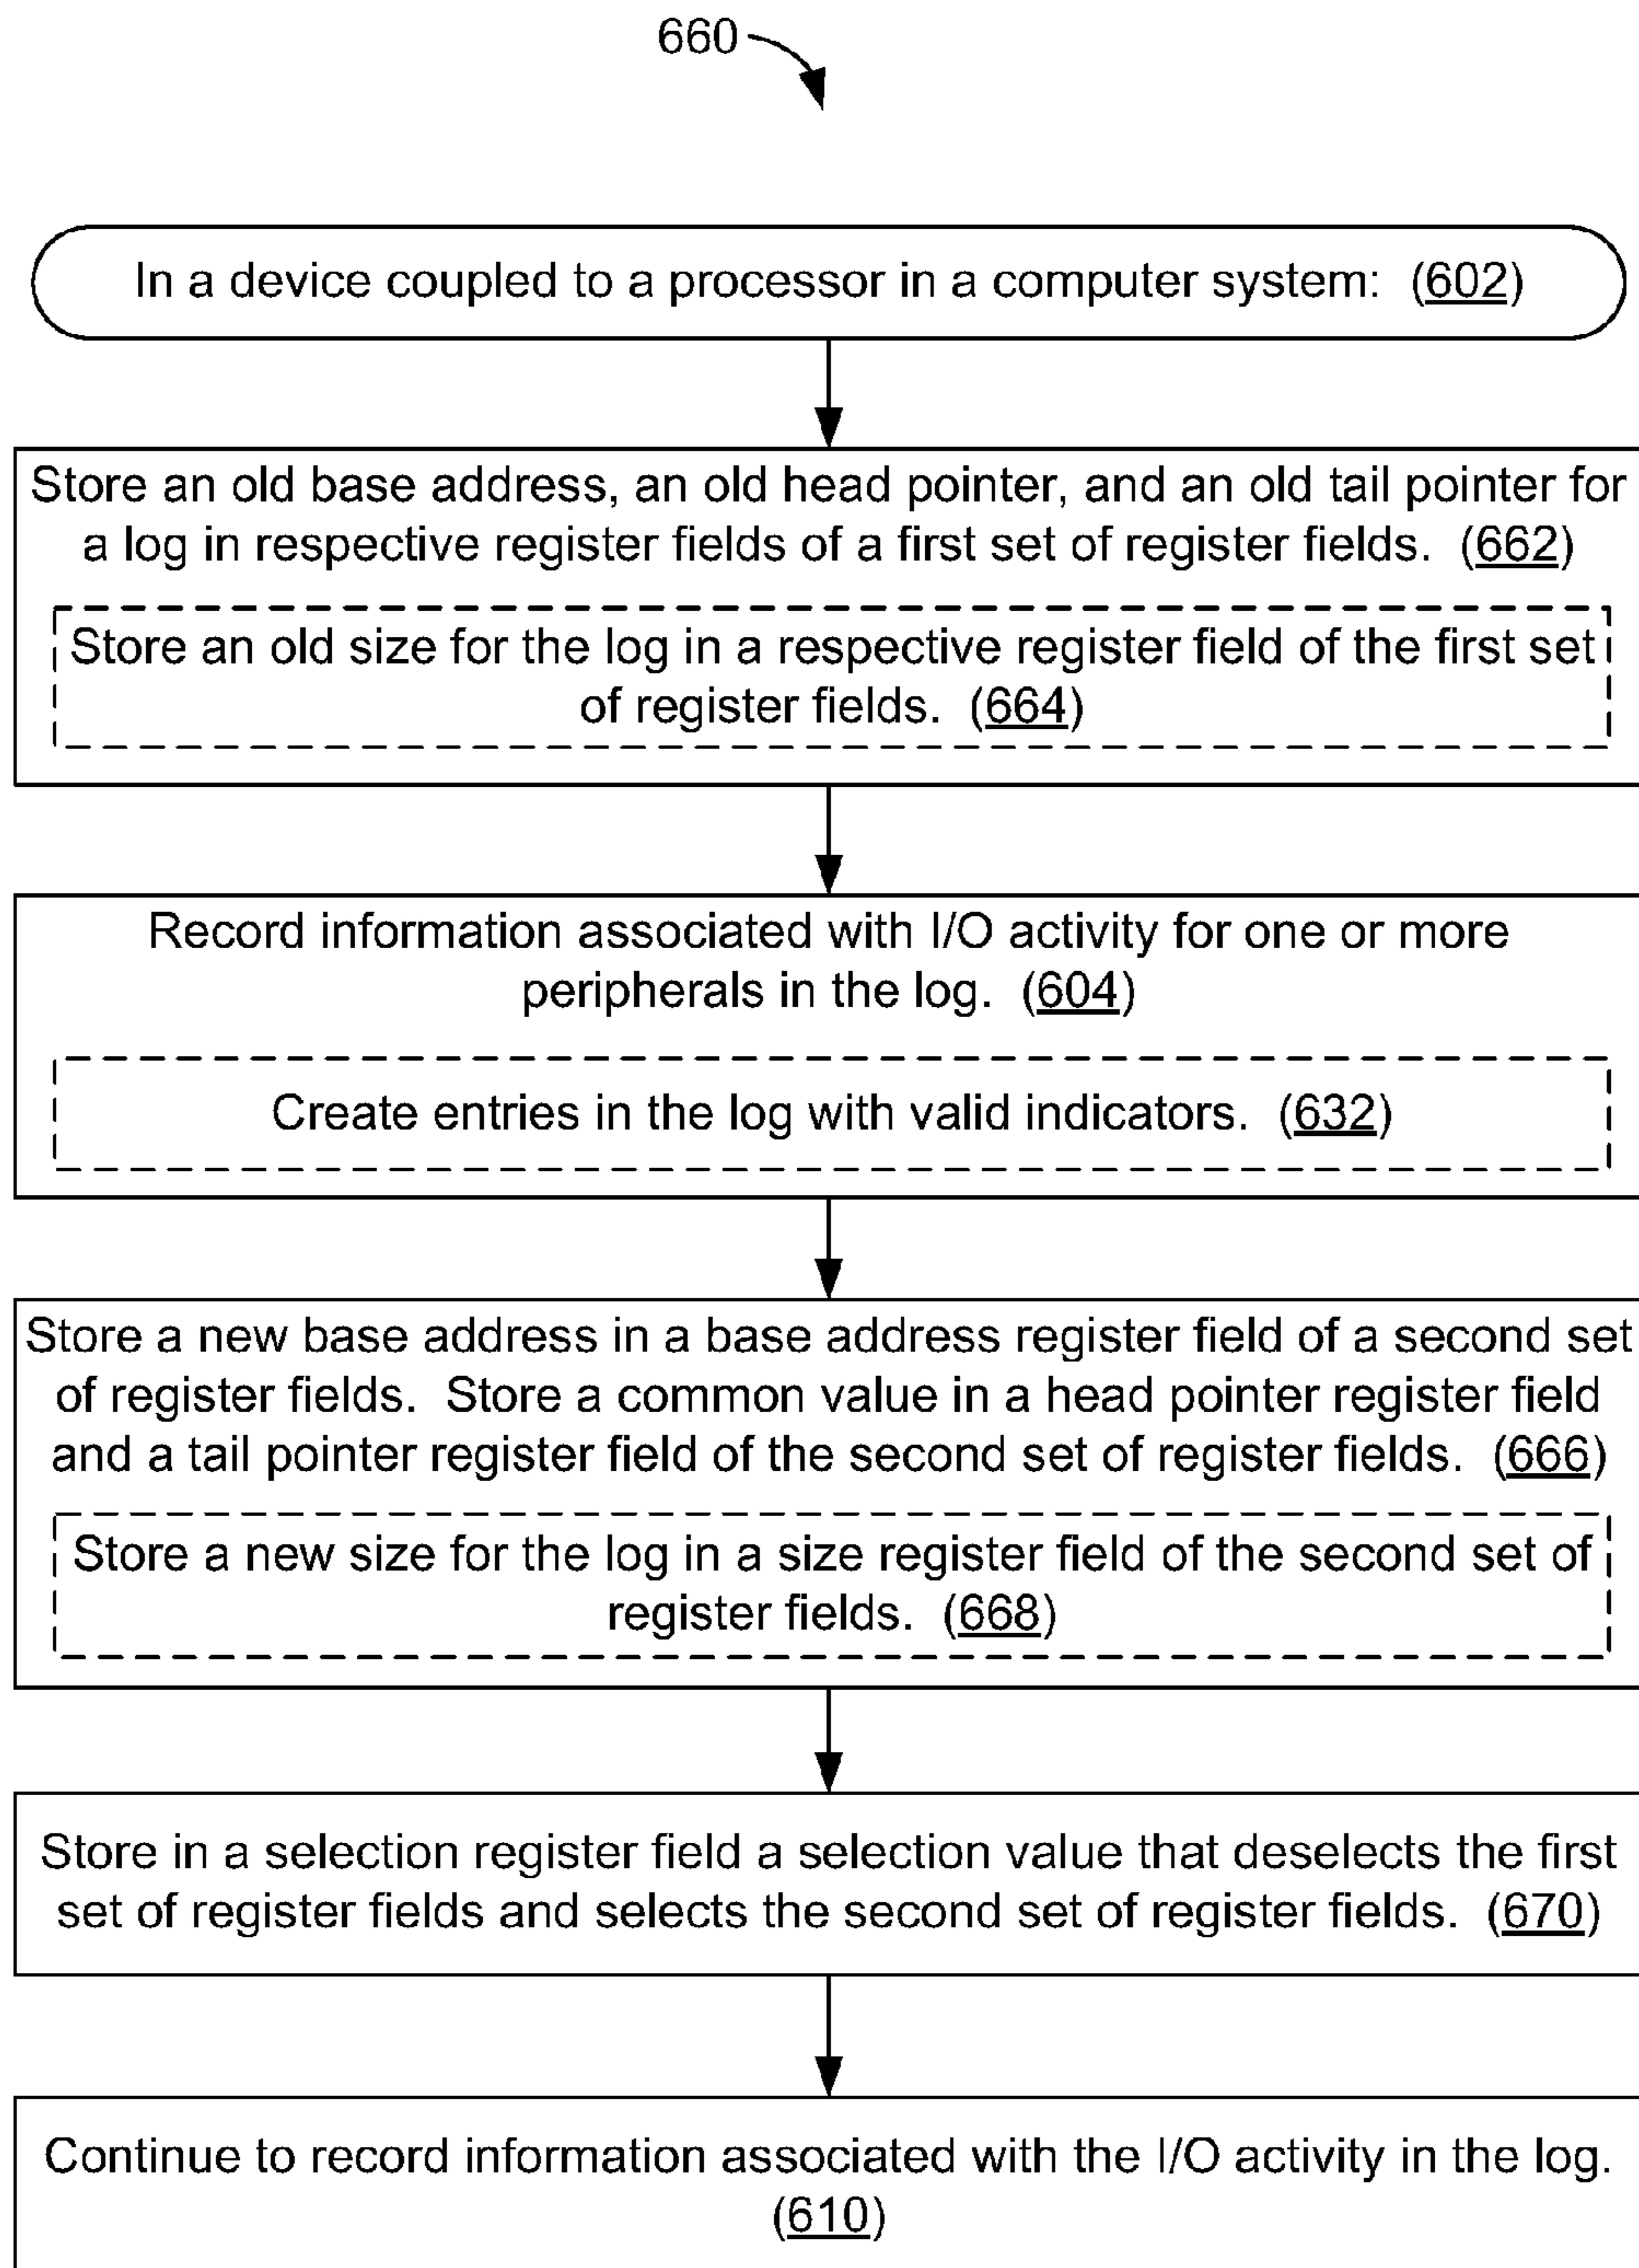 660
In a device coupled to a processor in a computer system: (602)
Store an old base address, an old head pointer, and an old tail pointer for
a log in respective register fields of a first set of register fields. (662)
Store an old size for the log in a respective register field of the first set
of register fields. (664)
Record information associated with I/O activity for one or more
peripherals in the log. (604)
Create entries in the log with valid indicators. (632)
Store a new base address in a base address register field of a second set
of register fields. Store a common value in a head pointer register field
and a tail pointer register field of the second set of register fields. (666)
Store a new size for the log in a size register field of the second set of
register fields. (668)
Store in a selection register field a selection value that deselects the first
set of register fields and selects the second set of register fields. (670)
Continue to record information associated with the I/O activity in the log.
(610)